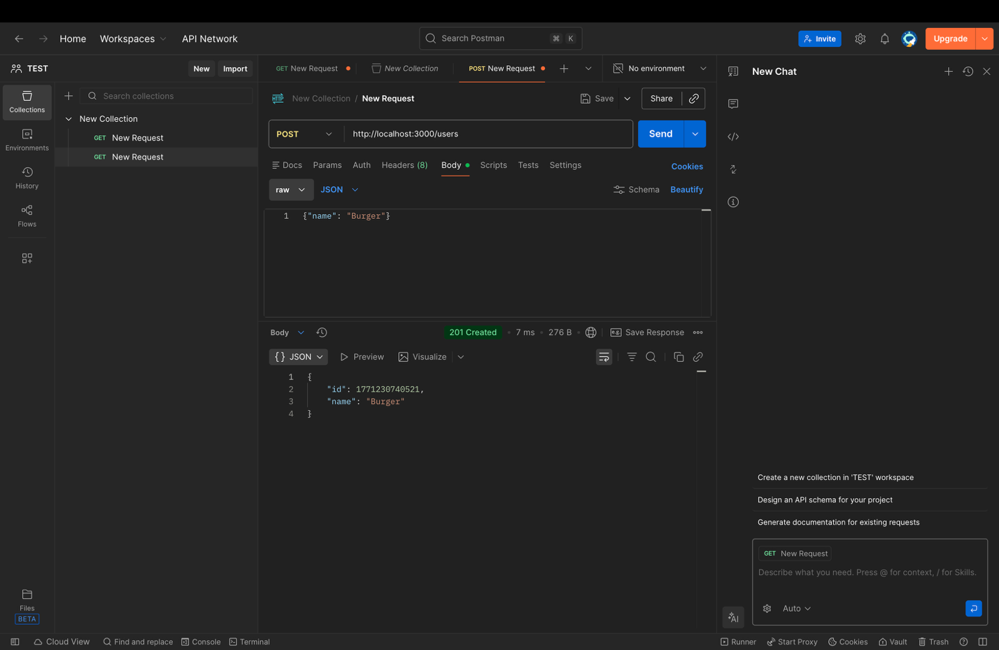 Home Workspaces API Network Search Postman ⌘ K Invite Upgrade
TEST New Import
GET New Request New Collection POST New Request No environment
New Chat
Collections
Search collections
New Collection
GET New Request
GET New Request
Environments
History
Flows
Files
BETA
HTTP New Collection / New Request Save Share
POST http://localhost:3000/users Send
Docs Params Auth Headers (8) Body Scripts Tests Settings Cookies
raw JSON Schema Beautify
1 {"name": "Burger"}
Body 201 Created • 7 ms • 276 B e.g. Save Response
{} JSON Preview Visualize
1 {
2 "id": 1771230740521,
3 "name": "Burger"
4 }
Create a new collection in 'TEST' workspace
Design an API schema for your project
Generate documentation for existing requests
GET New Request
Describe what you need. Press @ for context, / for Skills.
Auto
AI
Cloud View Find and replace Console Terminal Runner Start Proxy Cookies Vault Trash